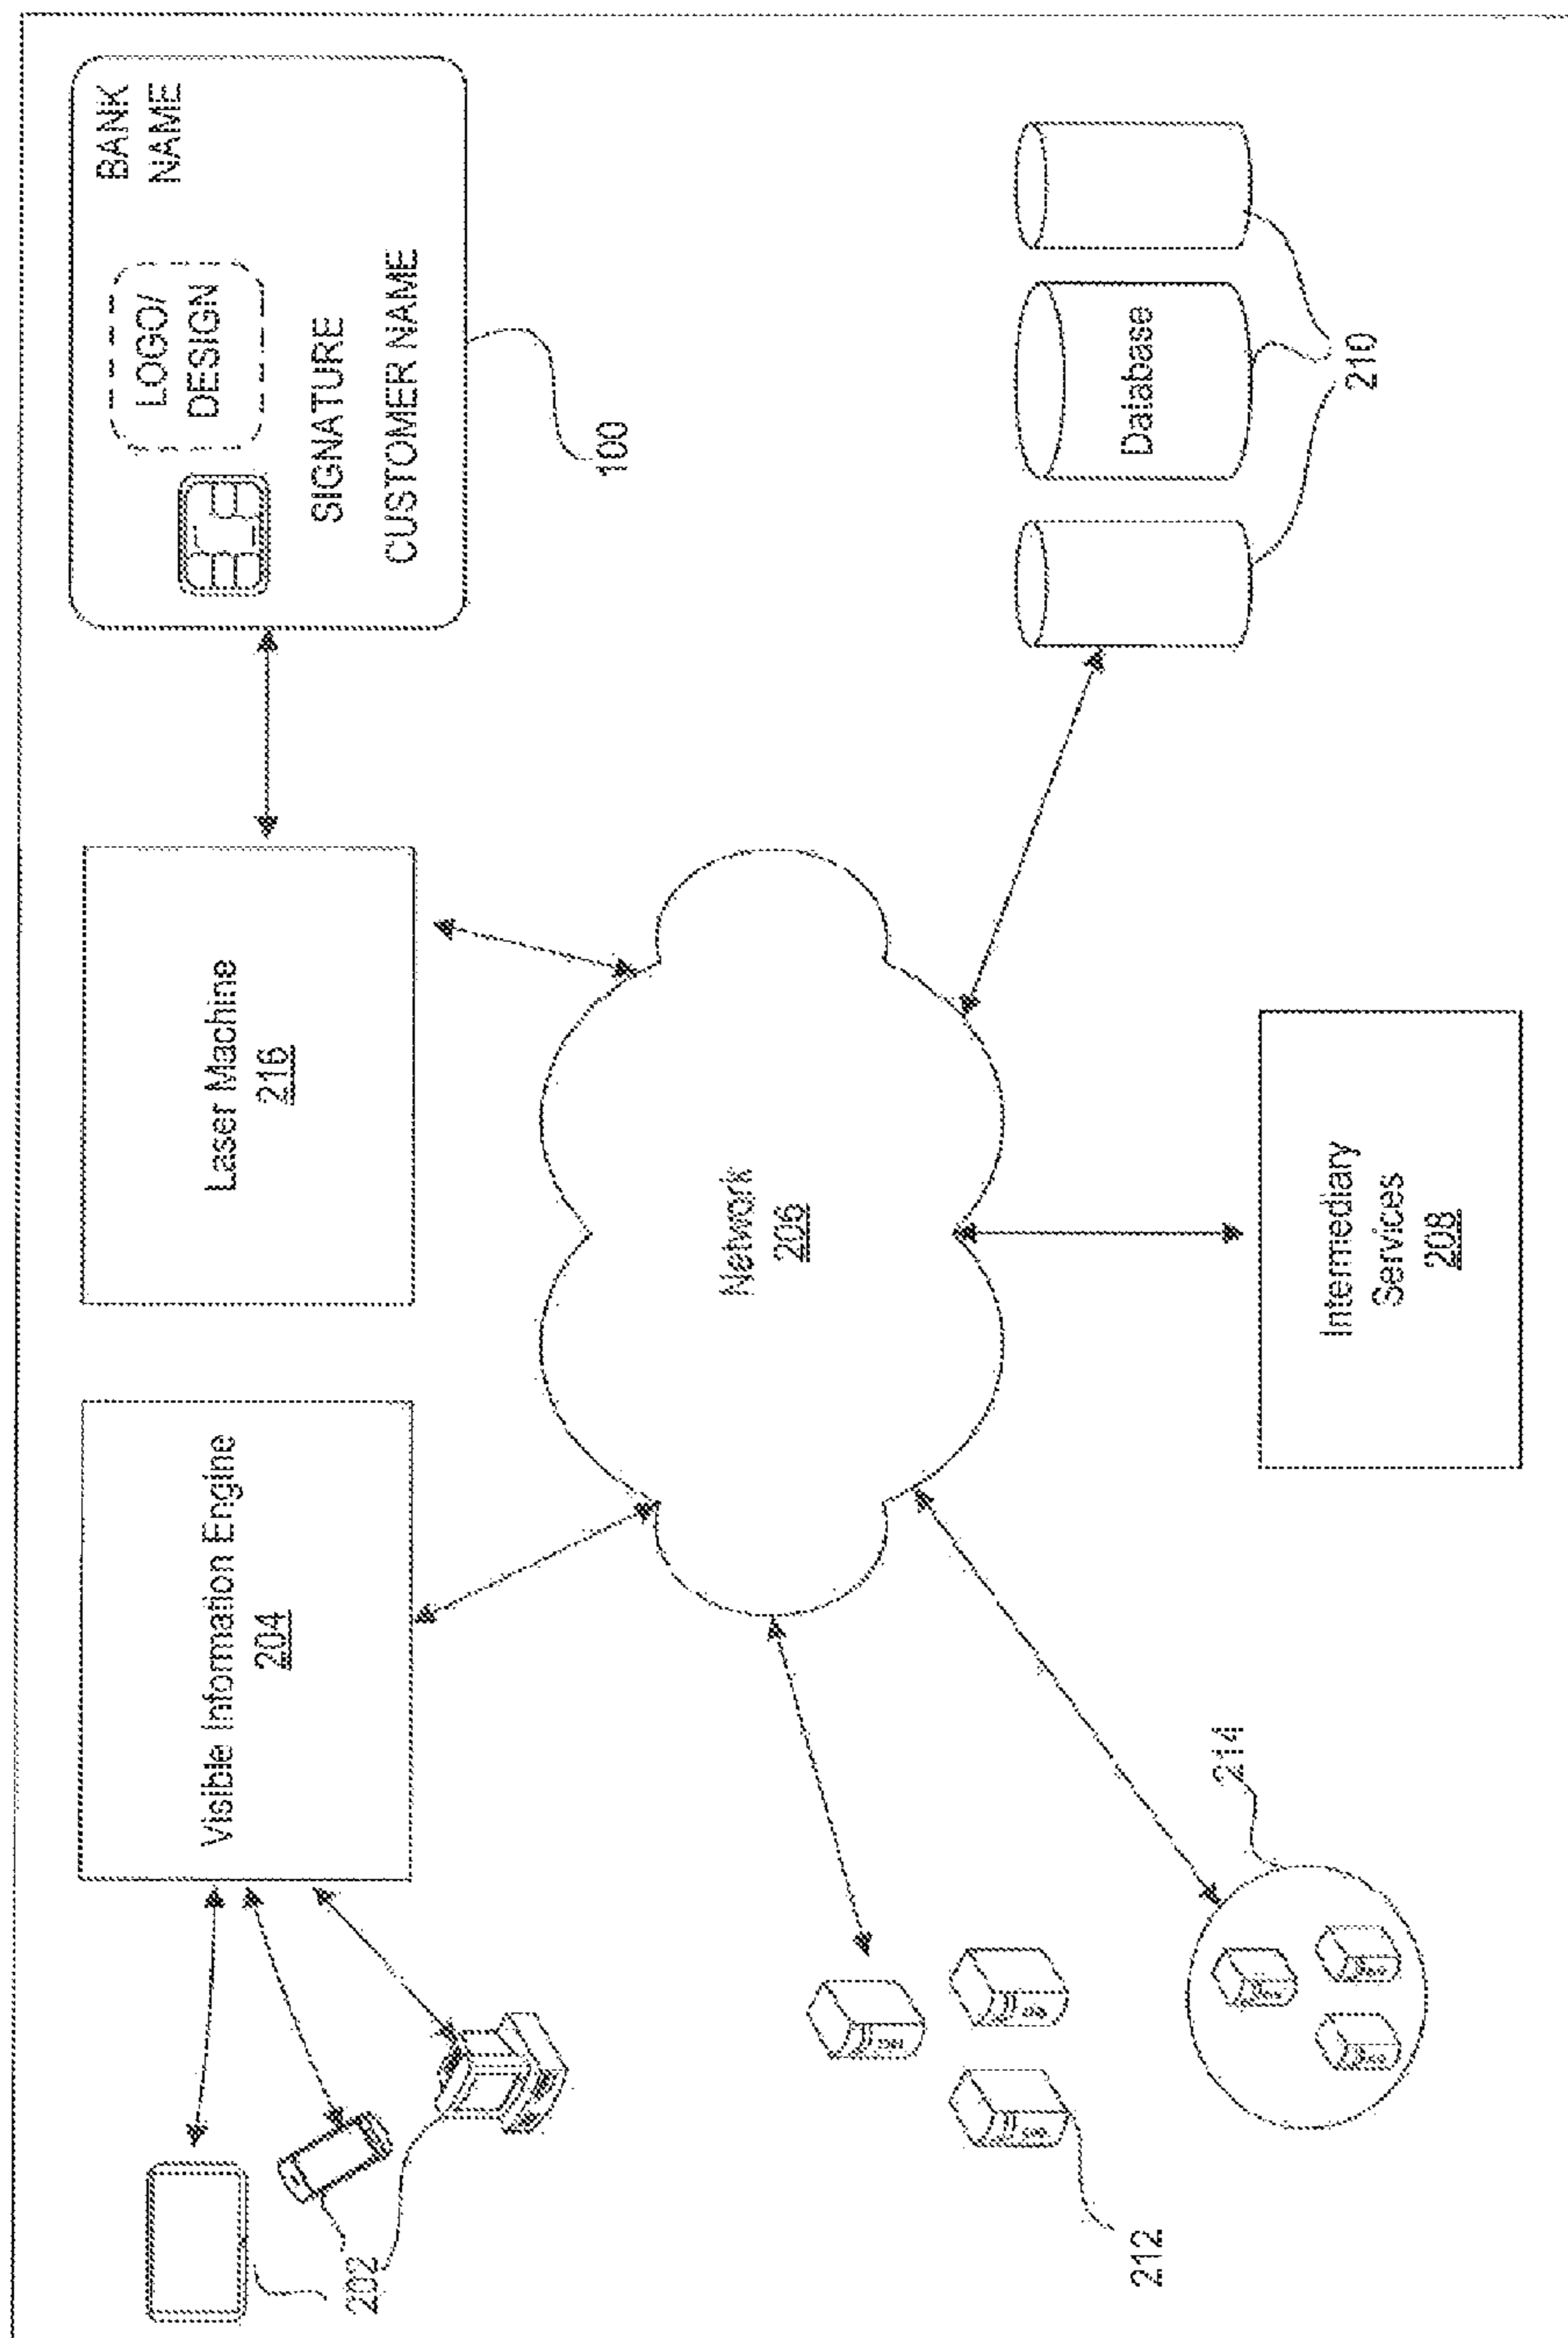 202
Visible Information Engine
204
Laser Machine
216
BANK
NAME
LOGO/
DESIGN
SIGNATURE
CUSTOMER NAME
100
Network
206
212
214
Intermediary
Services
208
Database
210